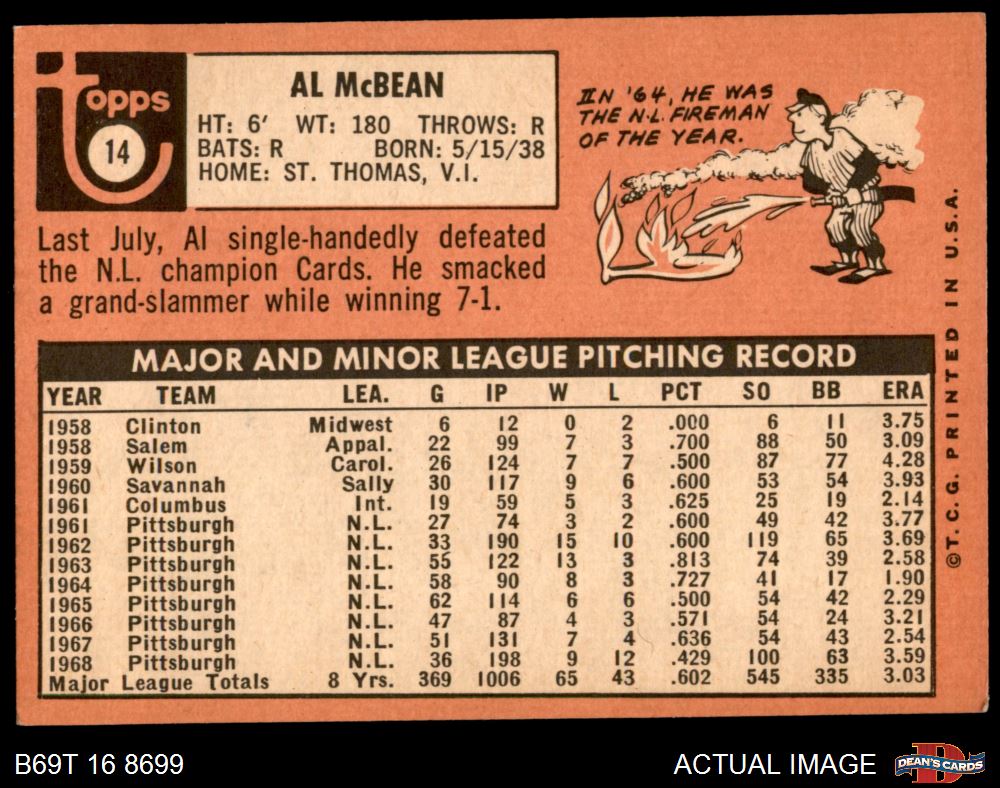 Topps
14
AL McBEAN
HT: 6' WT: 180 THROWS: R
BATS: R BORN: 5/15/38
HOME: ST. THOMAS, V.I.
IN '64, HE WAS
THE N.L. FIREMAN
OF THE YEAR.
Last July, Al single-handedly defeated
the N.L. champion Cards. He smacked
a grand-slammer while winning 7-1.
MAJOR AND MINOR LEAGUE PITCHING RECORD
YEAR TEAM LEA. G IP W L PCT SO BB ERA
1958 Clinton Midwest 6 12 0 2 .000 6 11 3.75
1958 Salem Appal. 22 99 7 3 .700 88 50 3.09
1959 Wilson Carol. 26 124 7 7 .500 87 77 4.28
1960 Savannah Sally 30 117 9 6 .600 53 54 3.93
1961 Columbus Int. 19 59 5 3 .625 25 19 2.14
1961 Pittsburgh N.L. 27 74 3 2 .600 49 42 3.77
1962 Pittsburgh N.L. 33 190 15 10 .600 119 65 3.69
1963 Pittsburgh N.L. 55 122 13 3 .813 74 39 2.58
1964 Pittsburgh N.L. 58 90 8 3 .727 41 17 1.90
1965 Pittsburgh N.L. 62 114 6 6 .500 54 42 2.29
1966 Pittsburgh N.L. 47 87 4 3 .571 54 24 3.21
1967 Pittsburgh N.L. 51 131 7 4 .636 54 43 2.54
1968 Pittsburgh N.L. 36 198 9 12 .429 100 63 3.59
Major League Totals 8 Yrs. 369 1006 65 43 .602 545 335 3.03
©T.C.G. PRINTED IN U.S.A.
B69T 16 8699
ACTUAL IMAGE
D
DEAN'S CARDS